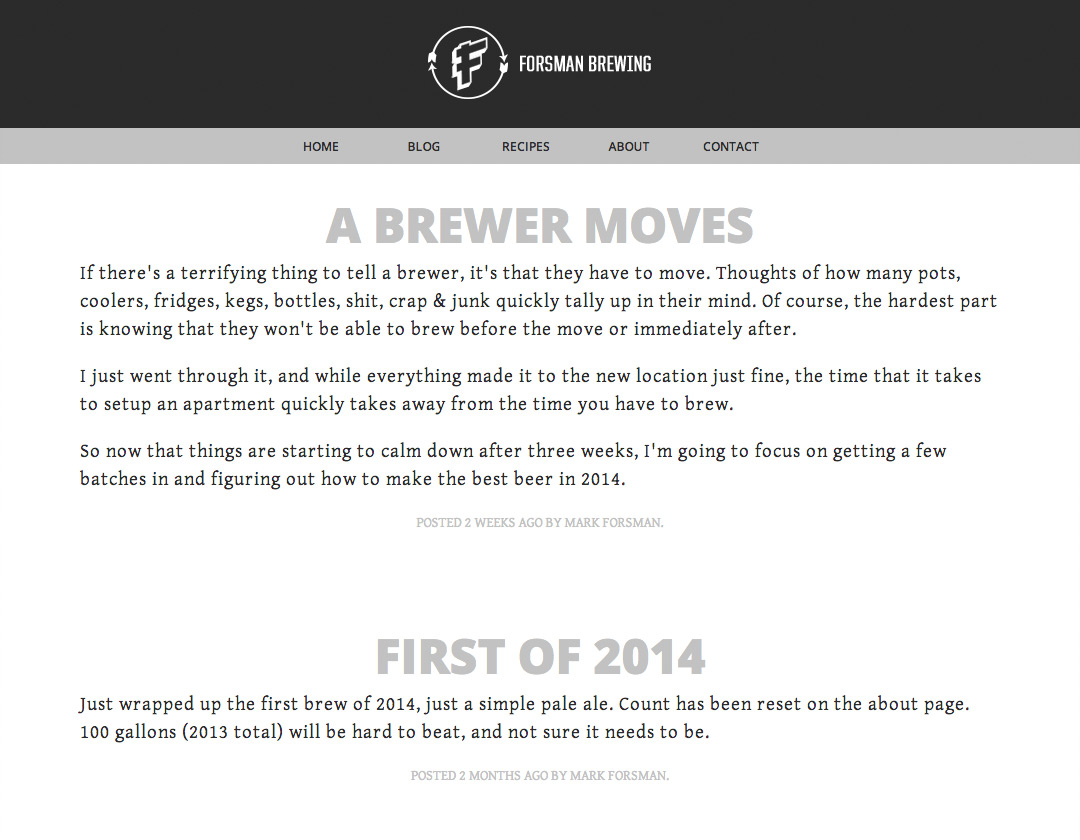 F FORSMAN BREWING
HOME BLOG RECIPES ABOUT CONTACT
A BREWER MOVES
If there's a terrifying thing to tell a brewer, it's that they have to move. Thoughts of how many pots,
coolers, fridges, kegs, bottles, shit, crap & junk quickly tally up in their mind. Of course, the hardest part
is knowing that they won't be able to brew before the move or immediately after.
I just went through it, and while everything made it to the new location just fine, the time that it takes
to setup an apartment quickly takes away from the time you have to brew.
So now that things are starting to calm down after three weeks, I'm going to focus on getting a few
batches in and figuring out how to make the best beer in 2014.
POSTED 2 WEEKS AGO BY MARK FORSMAN.
FIRST OF 2014
Just wrapped up the first brew of 2014, just a simple pale ale. Count has been reset on the about page.
100 gallons (2013 total) will be hard to beat, and not sure it needs to be.
POSTED 2 MONTHS AGO BY MARK FORSMAN.